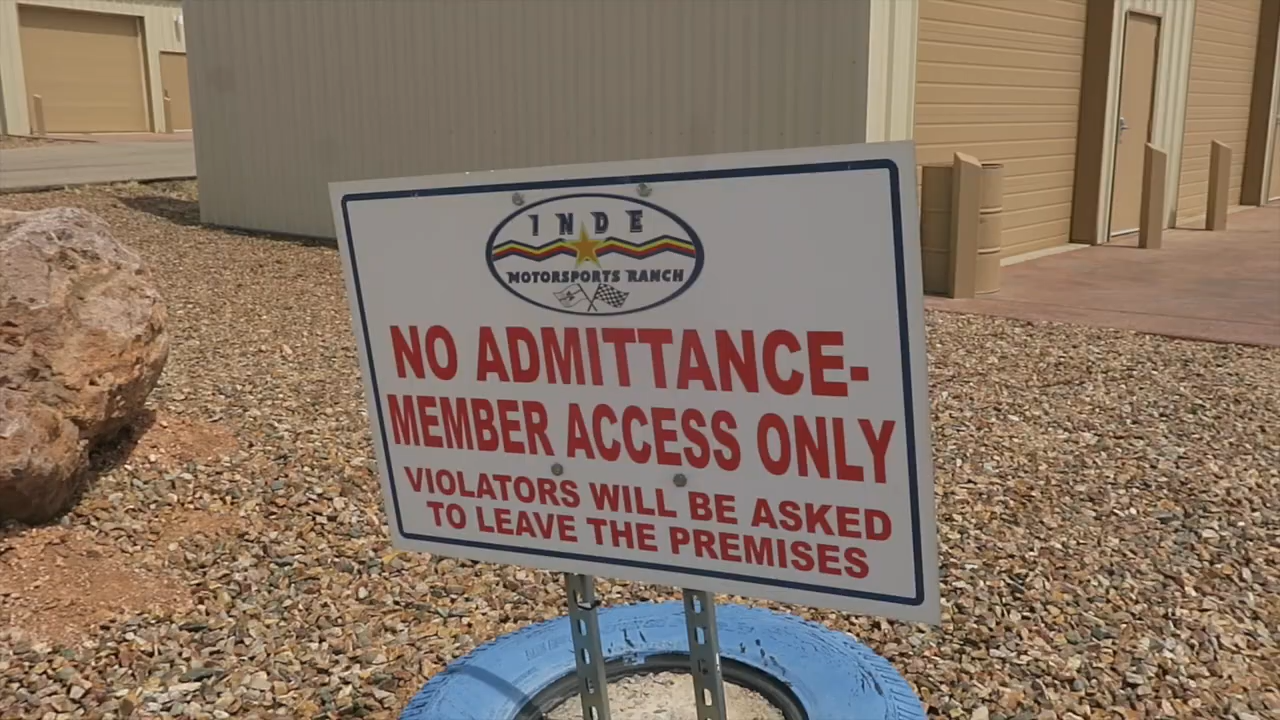 INDE
MOTORSPORTS RANCH
NO ADMITTANCE-
MEMBER ACCESS ONLY
VIOLATORS WILL BE ASKED
TO LEAVE THE PREMISES